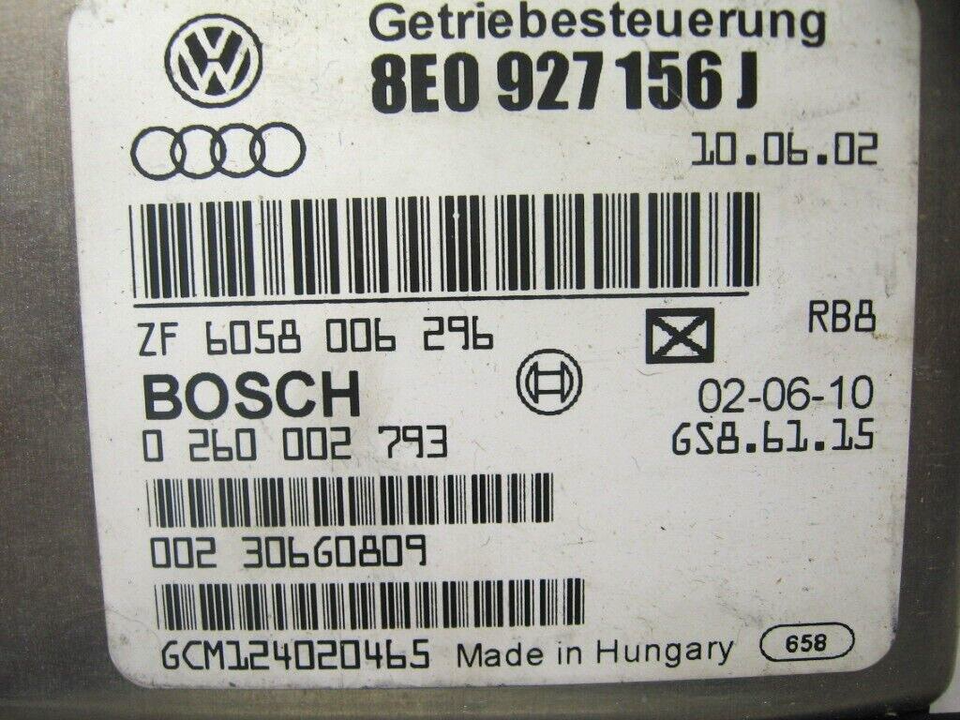 Getriebesteuerung
8E0 927 156 J
10.06.02
ZF 6058 006 296
RB8
BOSCH
02-06-10
0 260 002 793
GS8.61.15
002 306G0809
GCM124020465 Made in Hungary 658